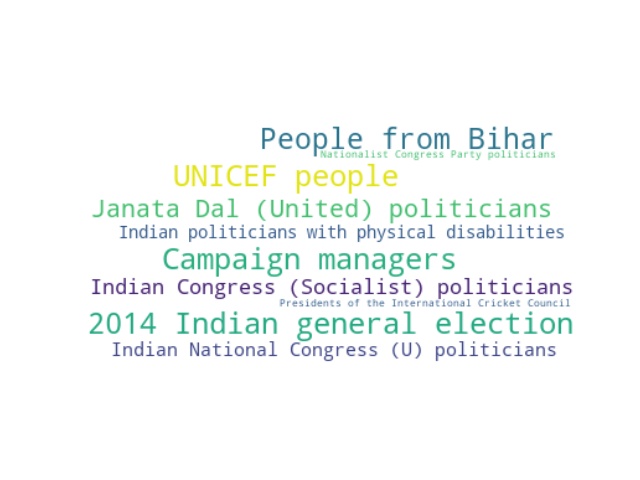 People from Bihar
Nationalist Congress Party politicians
UNICEF people
Janata Dal (United) politicians
Indian politicians with physical disabilities
Campaign managers
Indian Congress (Socialist) politicians
Presidents of the International Cricket Council
2014 Indian general election
Indian National Congress (U) politicians